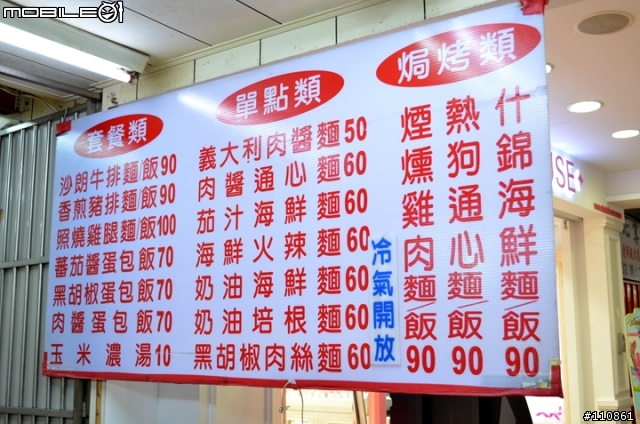 MOBILE01
套餐類
沙朗牛排麵/飯90
香煎豬排麵/飯90
照燒雞腿麵/飯100
蕃茄醬蛋包飯70
黑胡椒蛋包飯70
肉醬蛋包飯70
玉米濃湯10
單點類
義大利肉醬麵50
肉醬通心麵60
茄汁海鮮麵60
海鮮火辣麵60
奶油海鮮麵60
奶油培根麵60
黑胡椒肉絲麵60
冷氣開放
焗烤類
什錦海鮮麵/飯90
熱狗通心麵/飯90
煙燻雞肉麵/飯90
SE
#110861